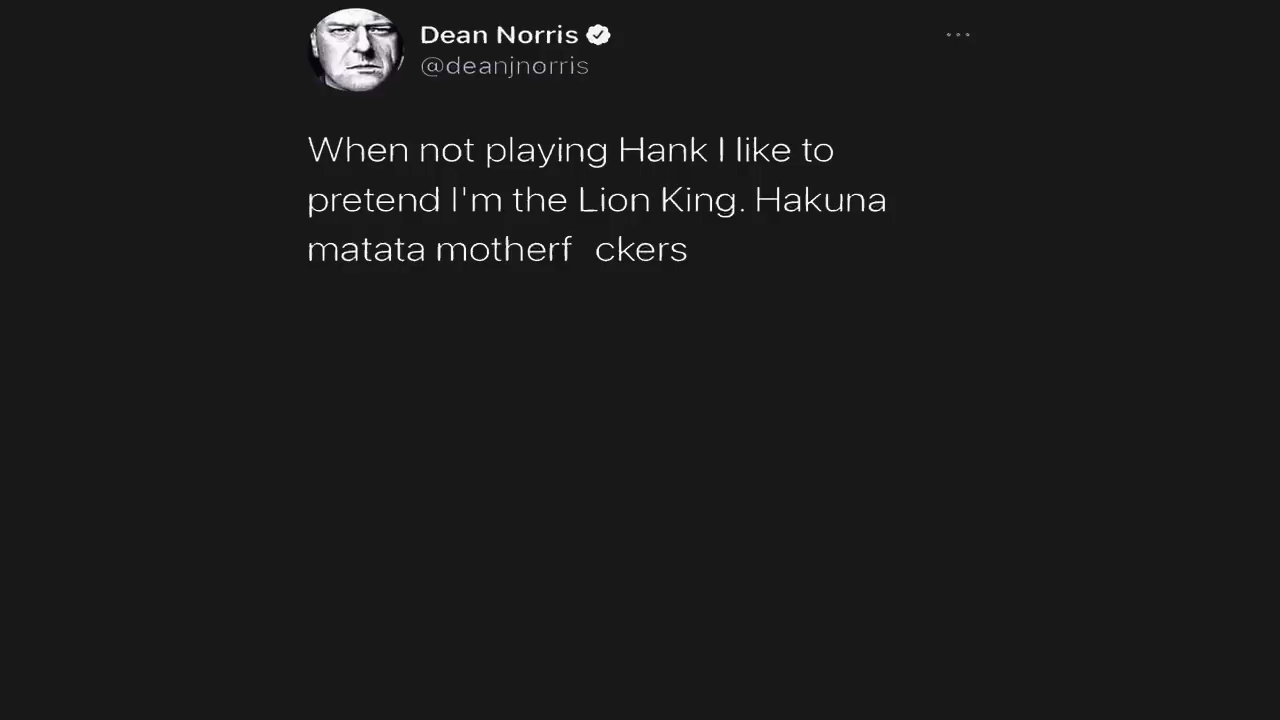 Dean Norris
@deanjnorris
When not playing Hank I like to
pretend I'm the Lion King. Hakuna
matata motherf ckers